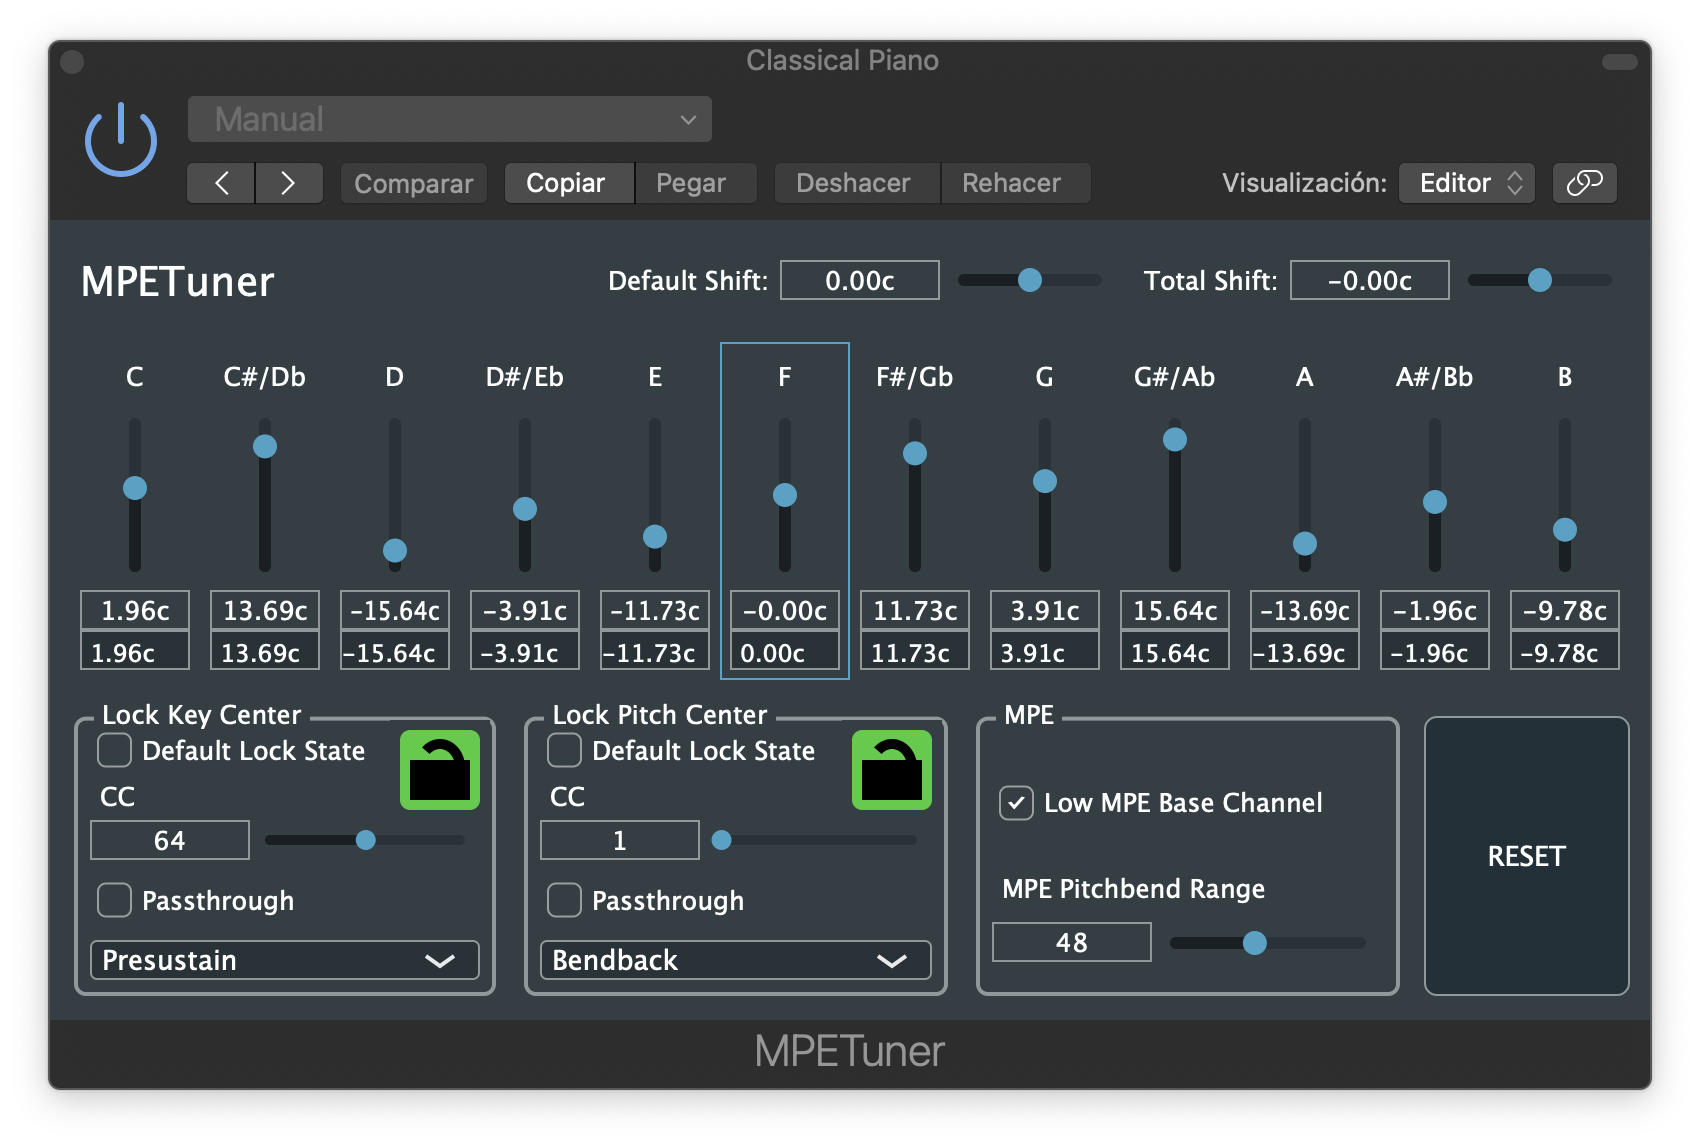 Classical Piano
Manual
Comparar Copiar Pegar Deshacer Rehacer Visualización: Editor
MPETuner Default Shift: 0.00c Total Shift: -0.00c
C C#/Db D D#/Eb E F F#/Gb G G#/Ab A A#/Bb B
1.96c 13.69c -15.64c -3.91c -11.73c -0.00c 11.73c 3.91c 15.64c -13.69c -1.96c -9.78c
1.96c 13.69c -15.64c -3.91c -11.73c 0.00c 11.73c 3.91c 15.64c -13.69c -1.96c -9.78c
Lock Key Center
Default Lock State
CC
64
Passthrough
Presustain
Lock Pitch Center
Default Lock State
CC
1
Passthrough
Bendback
MPE
Low MPE Base Channel
MPE Pitchbend Range
48
RESET
MPETuner